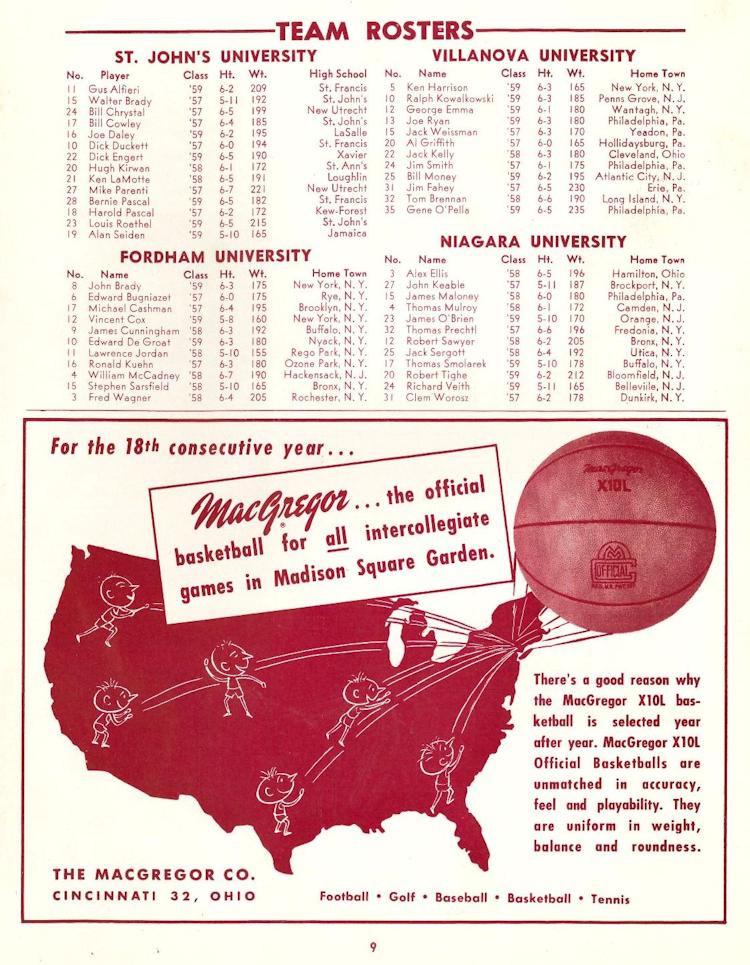 TEAM ROSTERS
ST. JOHN'S UNIVERSITY
No. Player Class Ht. Wt. High School
11 Gus Alfieri '59 6-2 209 St. Francis
15 Walter Brady '57 5-11 192 St. John's
24 Bill Chrystal '57 6-5 199 New Utrecht
17 Bill Cowley '57 6-4 185 St. John's
16 Joe Daley '59 6-2 195 LaSalle
10 Dick Duckett '57 6-0 194 St. Francis
22 Dick Engert '59 6-5 190 Xavier
20 Hugh Kirwan '58 6-1 172 St. Ann's
21 Ken LaMotte '58 6-5 191 Loughlin
27 Mike Parenti '57 6-7 221 New Utrecht
28 Bernie Pascal '59 6-5 182 St. Francis
18 Harold Pascal '57 6-2 172 Kew-Forest
23 Louis Roethel '59 6-5 215 St. John's
19 Alan Seiden '59 5-10 165 Jamaica
FORDHAM UNIVERSITY
No. Name Class Ht. Wt. Home Town
8 John Brady '59 6-3 175 New York, N. Y.
6 Edward Bugniazet '57 6-0 175 Rye, N. Y.
17 Michael Cashman '57 6-4 195 Brooklyn, N. Y.
12 Vincent Cox '59 5-8 160 New York, N. Y.
9 James Cunningham '58 6-3 192 Buffalo, N. Y.
10 Edward De Groat '59 6-3 180 Nyack, N. Y.
11 Lawrence Jordan '58 5-10 155 Rego Park, N. Y.
16 Ronald Kuehn '57 6-3 180 Ozone Park, N. Y.
4 William McCadney '58 6-7 190 Hackensack, N. J.
15 Stephen Sarsfield '58 5-10 165 Bronx, N. Y.
3 Fred Wagner '58 6-4 205 Rochester, N. Y.
VILLANOVA UNIVERSITY
No. Name Class Ht. Wt. Home Town
5 Ken Harrison '59 6-3 165 New York, N. Y.
10 Ralph Kowalkowski '59 6-3 185 Penns Grove, N. J.
12 George Emma '59 6-1 180 Wantagh, N. Y.
13 Joe Ryan '59 6-3 180 Philadelphia, Pa.
15 Jack Weissman '57 6-3 170 Yeadon, Pa.
20 Al Griffith '57 6-0 165 Hollidaysburg, Pa.
22 Jack Kelly '58 6-3 180 Cleveland, Ohio
24 Jim Smith '57 6-1 175 Philadelphia, Pa.
25 Bill Money '59 6-2 195 Atlantic City, N. J.
31 Jim Fahey '57 6-5 230 Erie, Pa.
32 Tom Brennan '58 6-6 190 Long Island, N. Y.
35 Gene O'Pella '59 6-5 235 Philadelphia, Pa.
NIAGARA UNIVERSITY
No. Name Class Ht. Wt. Home Town
3 Alex Ellis '58 6-5 196 Hamilton, Ohio
27 John Keable '57 5-11 187 Brockport, N. Y.
15 James Maloney '58 6-0 180 Philadelphia, Pa.
4 Thomas Mulroy '58 6-1 172 Camden, N. J.
23 James O'Brien '59 5-10 170 Orange, N. J.
32 Thomas Prechtl '57 6-6 196 Fredonia, N. Y.
12 Robert Sawyer '58 6-2 205 Bronx, N. Y.
25 Jack Sergott '58 6-4 192 Utica, N. Y.
17 Thomas Smolarek '59 5-10 178 Buffalo, N. Y.
20 Robert Tighe '59 6-2 212 Bloomfield, N. J.
24 Richard Veith '59 5-11 165 Belleville, N. J.
31 Clem Worosz '57 6-2 178 Dunkirk, N. Y.
For the 18th consecutive year...
MacGregor® ... the official
basketball for all intercollegiate
games in Madison Square Garden.
MacGregor
X10L
M
OFFICIAL
There's a good reason why
the MacGregor X10L bas-
ketball is selected year
after year. MacGregor X10L
Official Basketballs are
unmatched in accuracy,
feel and playability. They
are uniform in weight,
balance and roundness.
THE MACGREGOR CO.
CINCINNATI 32, OHIO
Football • Golf • Baseball • Basketball • Tennis
9